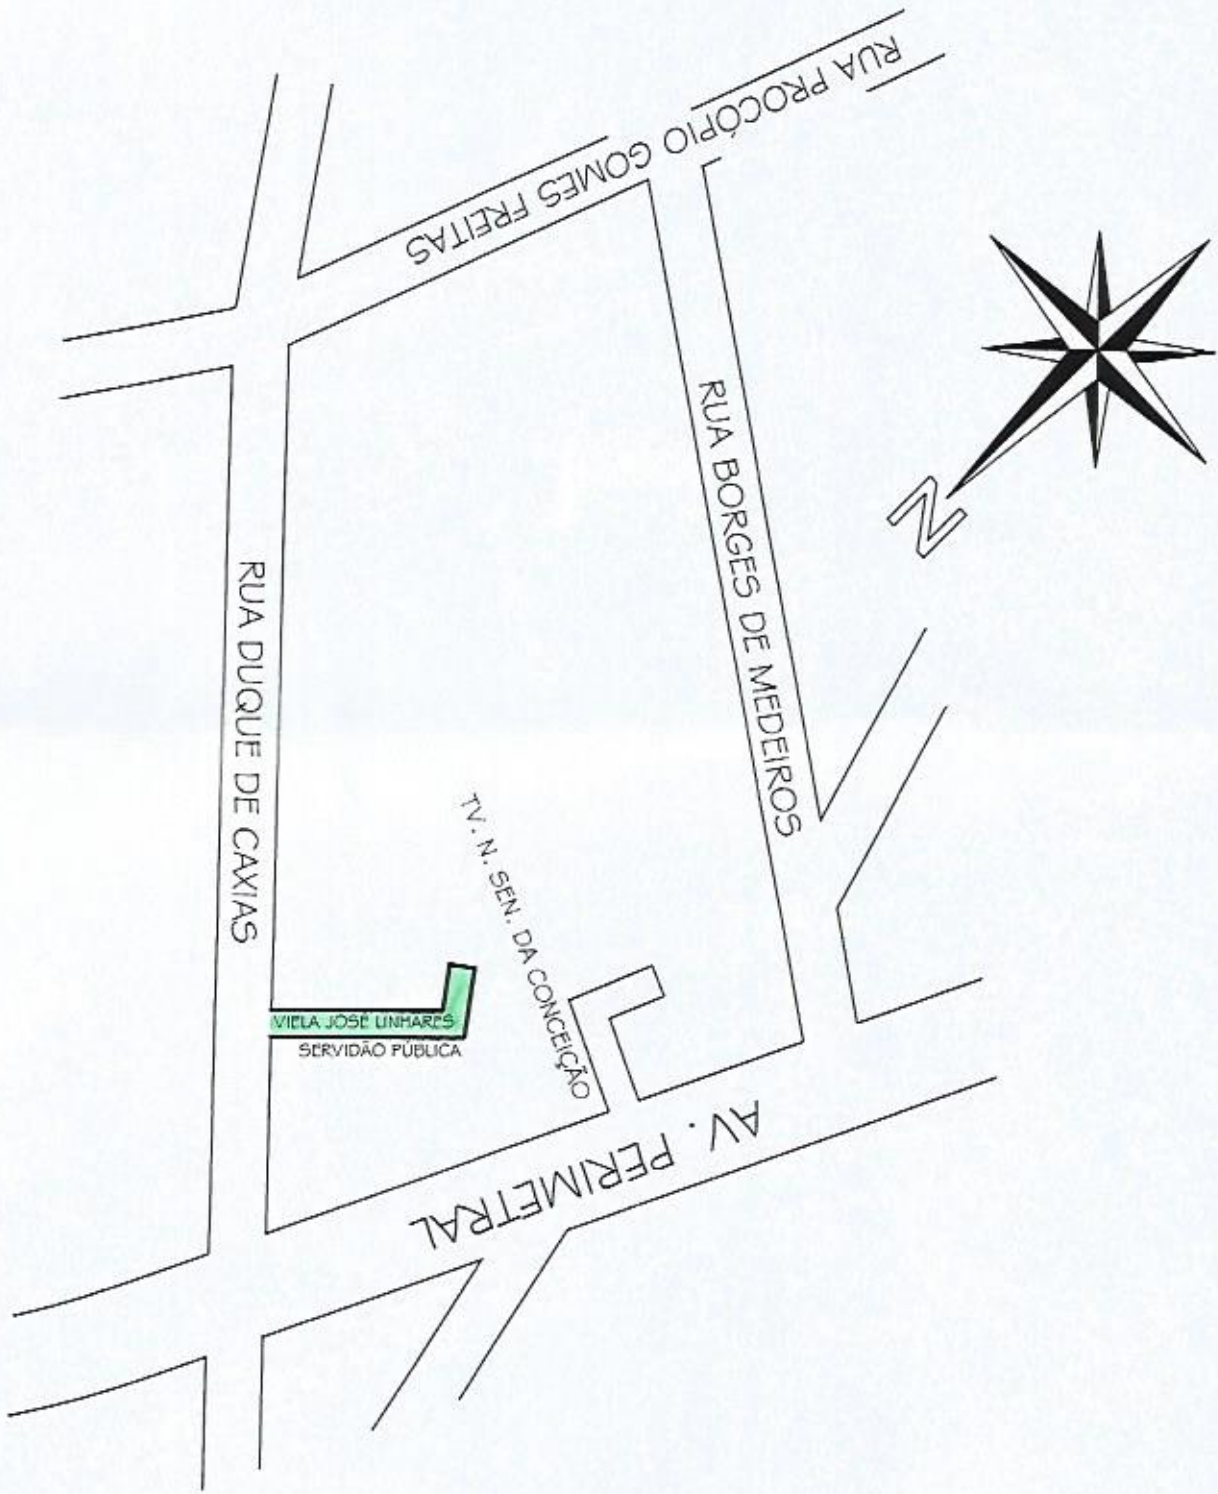 RUA PROCÓPIO GOMES FREITAS
RUA BORGES DE MEDEIROS
N
RUA DUQUE DE CAXIAS
TV. N. SEN. DA CONCEIÇÃO
VIELA JOSÉ LINHARES
SERVIDÃO PÚBLICA
AV. PERIMETRAL